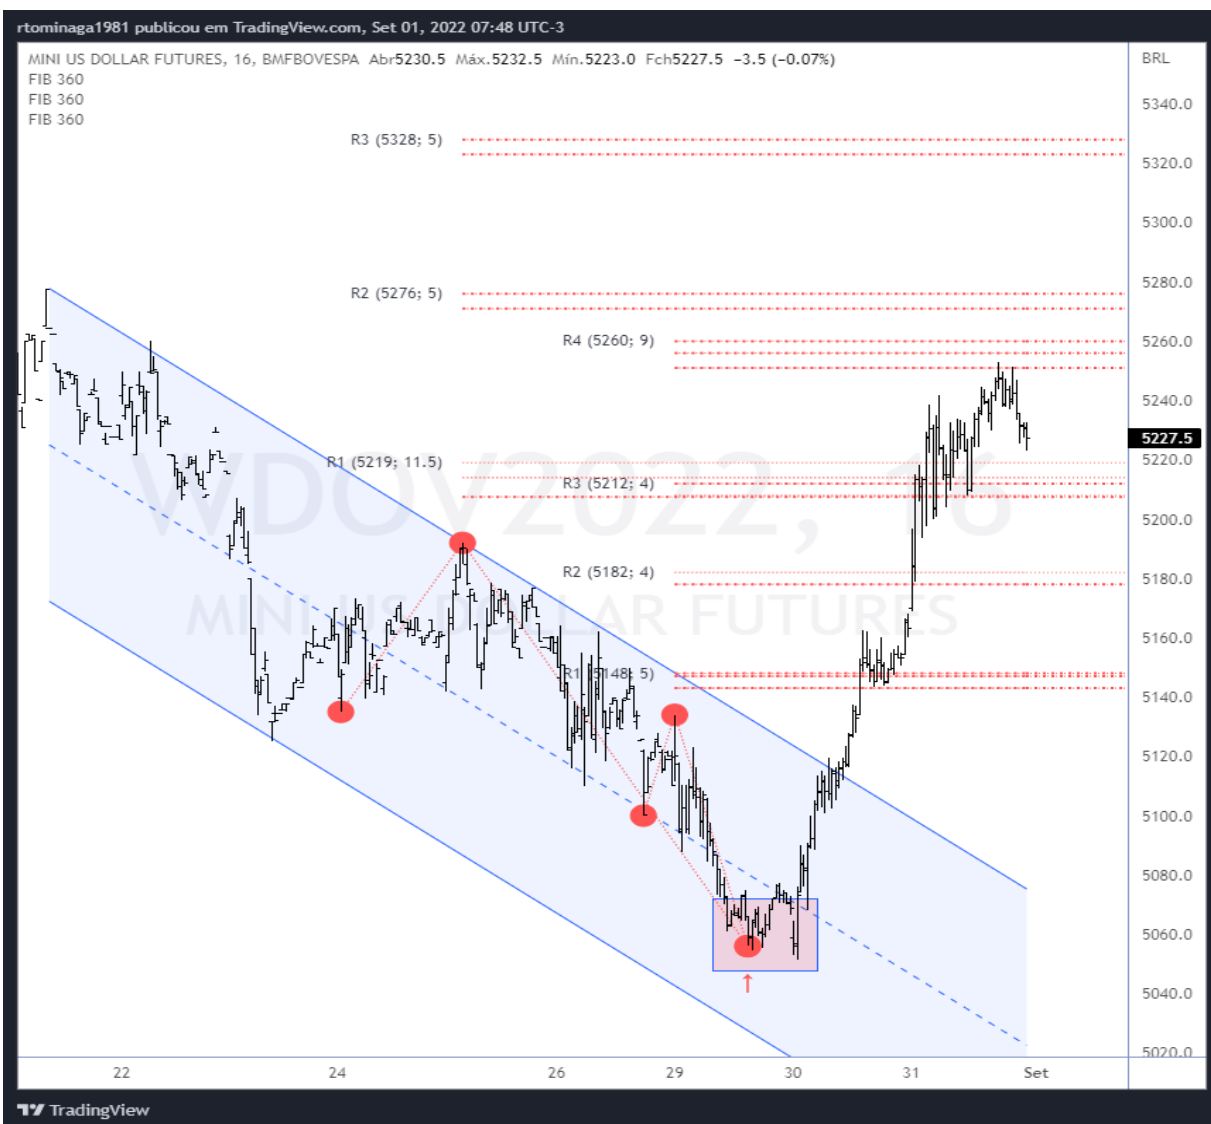 rtominaga1981 publicou em TradingView.com, Set 01, 2022 07:48 UTC-3
MINI US DOLLAR FUTURES, 16, BMFBOVESPA Abr5230.5 Máx.5232.5 Mín.5223.0 Fch5227.5 −3.5 (−0.07%)
BRL
FIB 360
FIB 360
FIB 360
5340.0
R3 (5328; 5)
5320.0
5300.0
R2 (5276; 5)
5280.0
R4 (5260; 9)
5260.0
5240.0
5227.5
R1 (5219; 11.5)
5220.0
R3 (5212; 4)
WDOV2022, 16
5200.0
R2 (5182; 4)
5180.0
MINI US DOLLAR FUTURES
5160.0
R1 (5148; 5)
5140.0
5120.0
5100.0
5080.0
5060.0
5040.0
5020.0
22 24 26 29 30 31 Set
TradingView